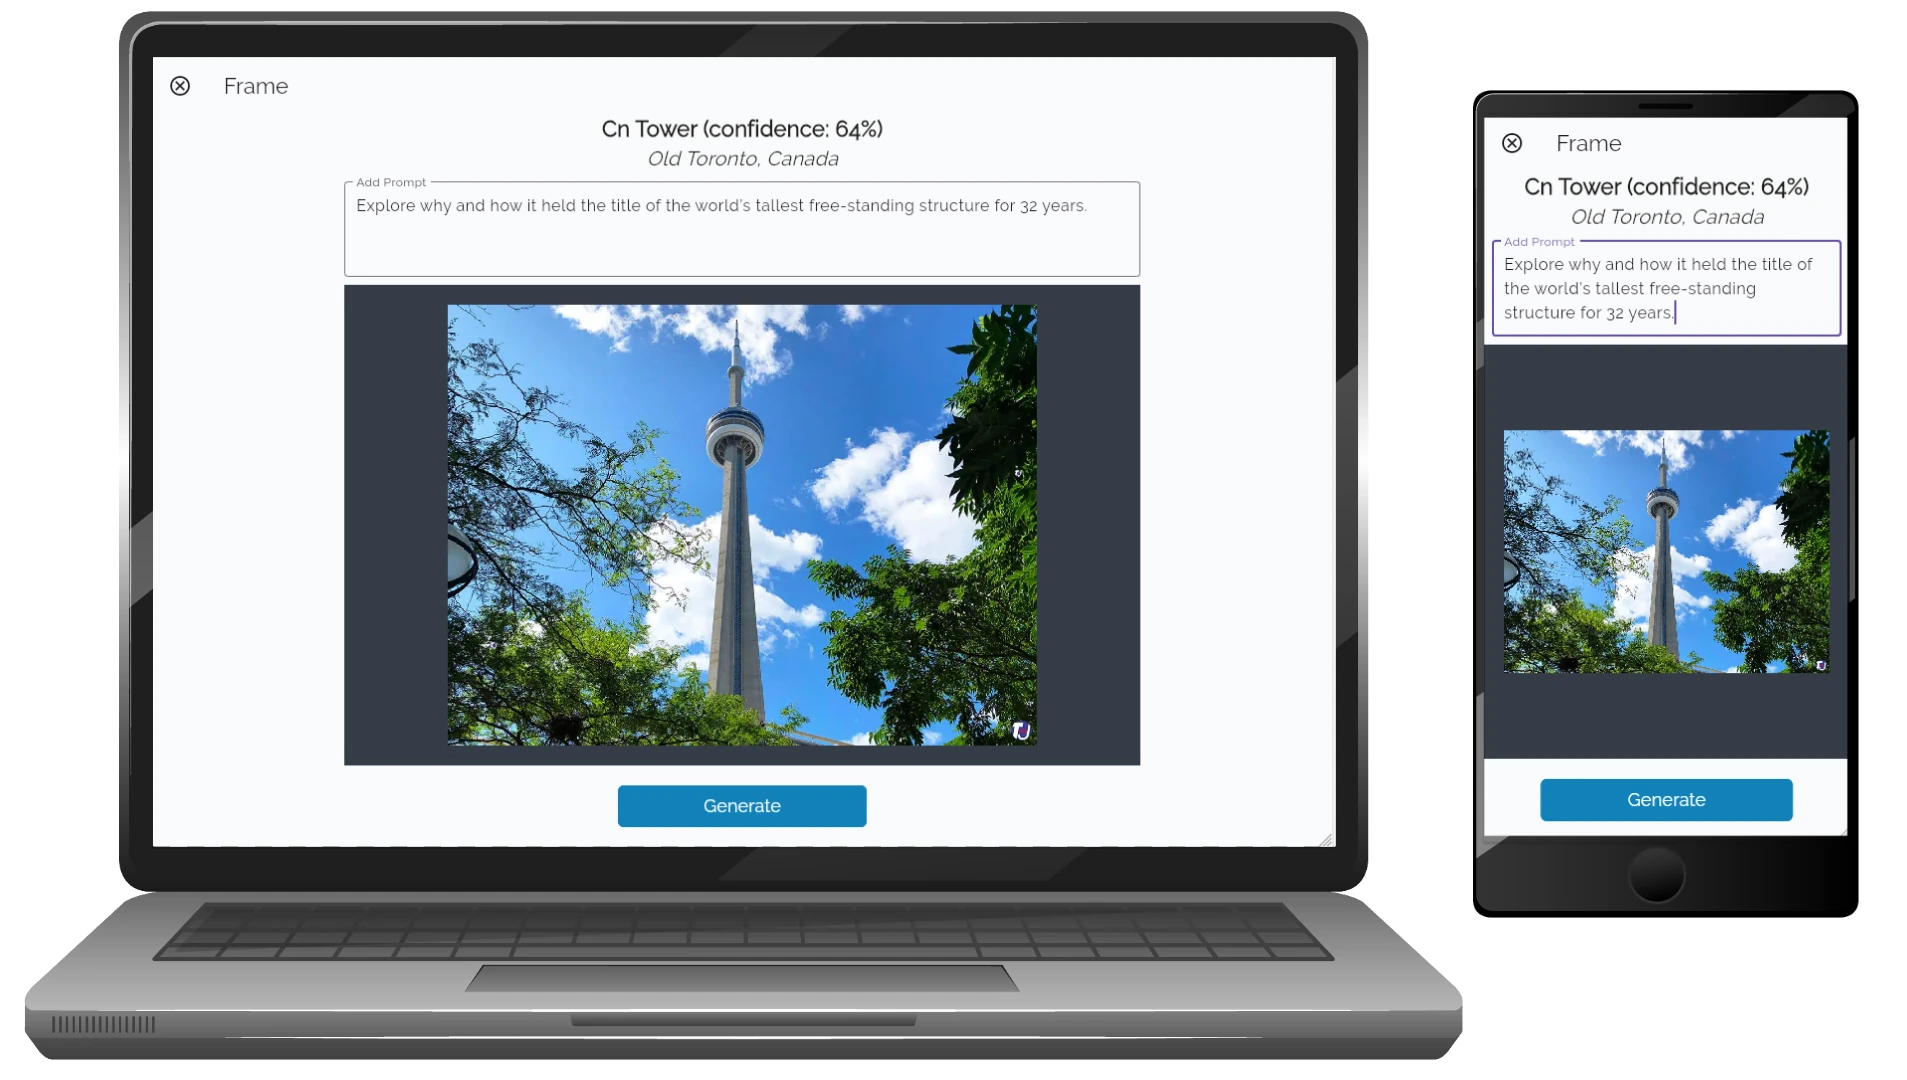 Frame
Cn Tower (confidence: 64%)
Old Toronto, Canada
Add Prompt
Explore why and how it held the title of the world's tallest free-standing structure for 32 years.
TJ
Generate
Frame
Cn Tower (confidence: 64%)
Old Toronto, Canada
Add Prompt
Explore why and how it held the title of
the world's tallest free-standing
structure for 32 years.
TJ
Generate